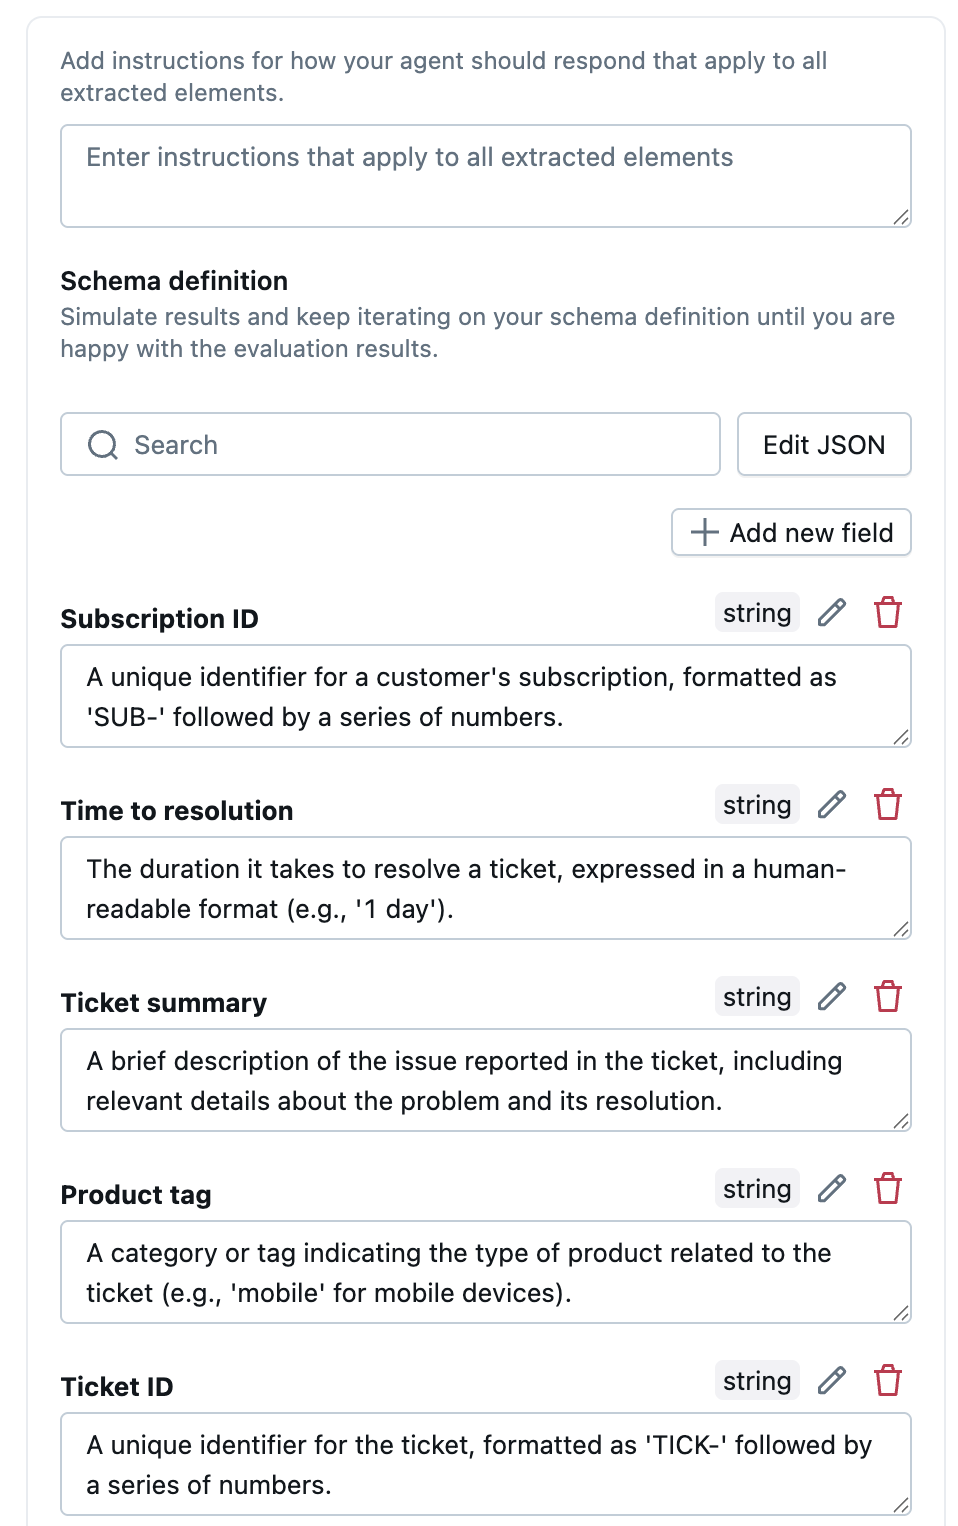 Add instructions for how your agent should respond that apply to all
extracted elements.
Enter instructions that apply to all extracted elements
Schema definition
Simulate results and keep iterating on your schema definition until you are
happy with the evaluation results.
Search
Edit JSON
Add new field
Subscription ID
string
A unique identifier for a customer's subscription, formatted as
'SUB-' followed by a series of numbers.
Time to resolution
string
The duration it takes to resolve a ticket, expressed in a human-
readable format (e.g., '1 day').
Ticket summary
string
A brief description of the issue reported in the ticket, including
relevant details about the problem and its resolution.
Product tag
string
A category or tag indicating the type of product related to the
ticket (e.g., 'mobile' for mobile devices).
Ticket ID
string
A unique identifier for the ticket, formatted as 'TICK-' followed by
a series of numbers.